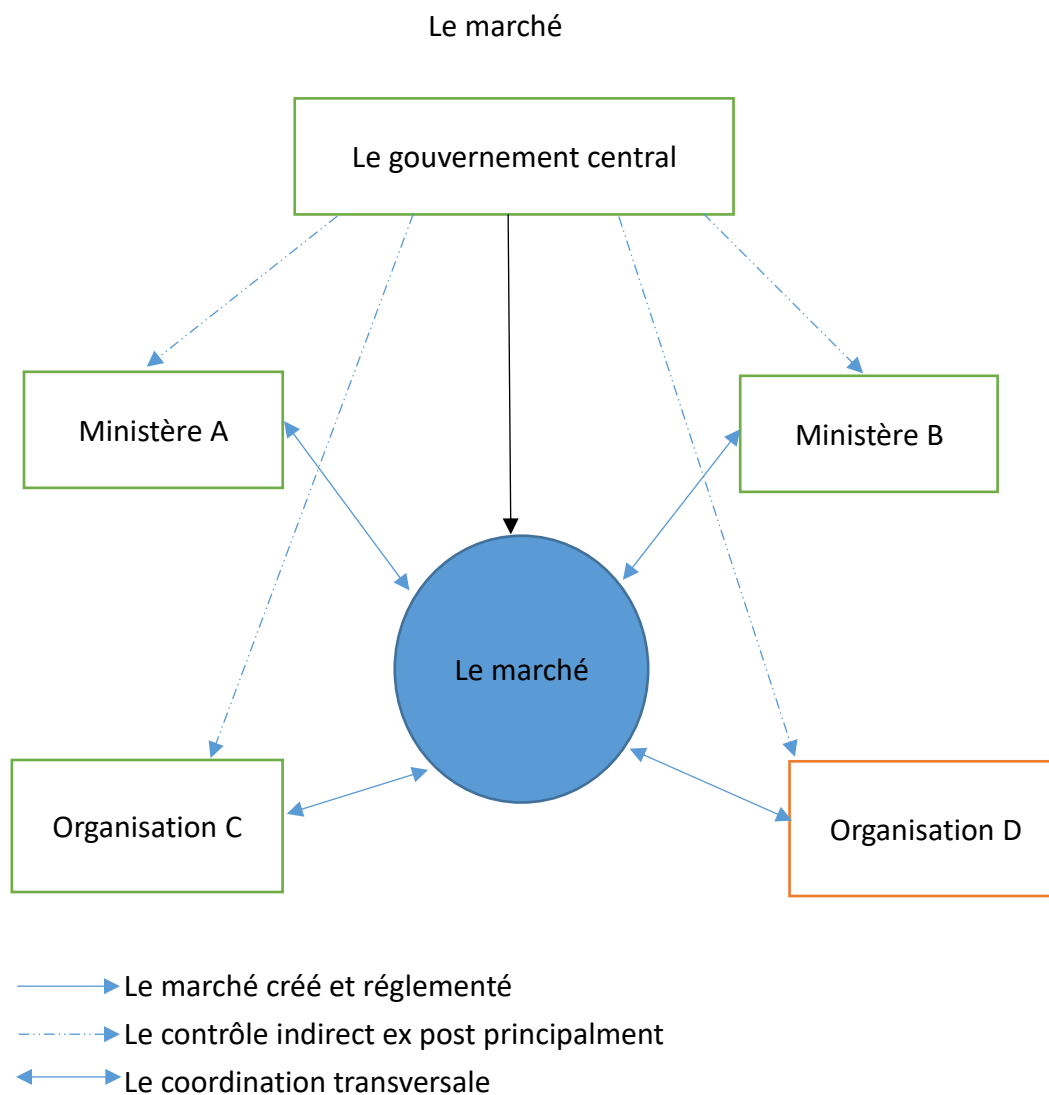 Le marché
Le gouvernement central
Ministère A
Ministère B
Le marché
Organisation C
Organisation D
Le marché créé et réglementé
Le contrôle indirect ex post principalment
Le coordination transversale